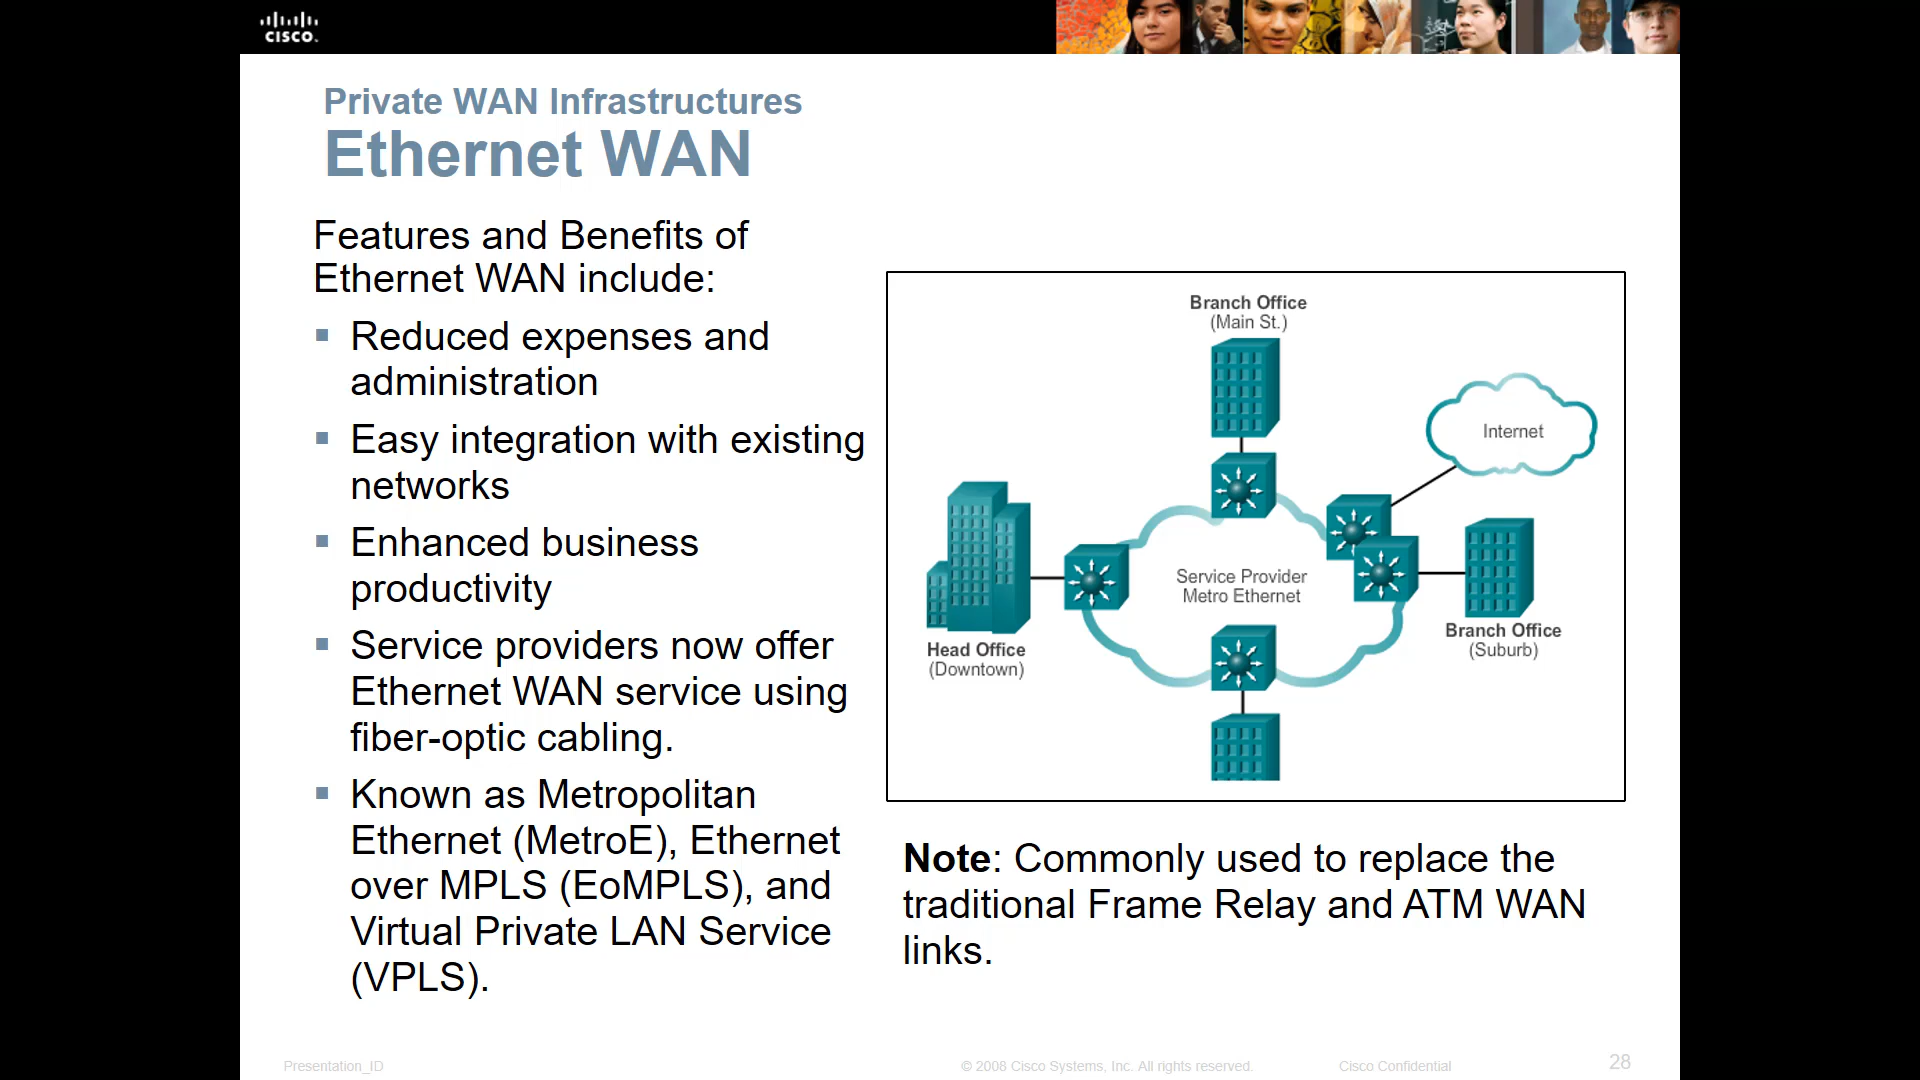 CISCO.
Private WAN Infrastructures
Ethernet WAN
Features and Benefits of
Ethernet WAN include:
Reduced expenses and
administration
Easy integration with existing
networks
Enhanced business
productivity
Service providers now offer
Ethernet WAN service using
fiber-optic cabling.
Known as Metropolitan
Ethernet (MetroE), Ethernet
over MPLS (EoMPLS), and
Virtual Private LAN Service
(VPLS).
Branch Office
(Main St.)
Internet
Service Provider
Metro Ethernet
Head Office
(Downtown)
Branch Office
(Suburb)
Note: Commonly used to replace the
traditional Frame Relay and ATM WAN
links.
Presentation_ID
© 2008 Cisco Systems, Inc. All rights reserved.
Cisco Confidential
28